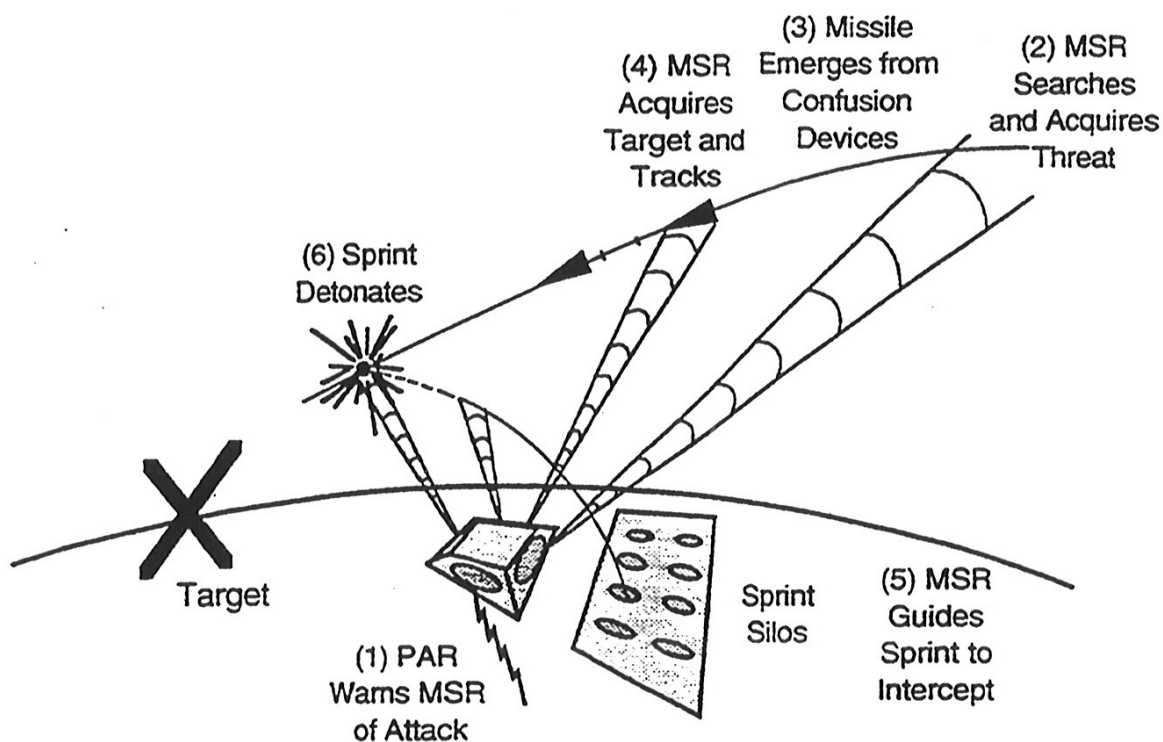 (3) Missile
Emerges from
Confusion
Devices
(2) MSR
Searches
and Acquires
Threat
(4) MSR
Acquires
Target and
Tracks
(6) Sprint
Detonates
Target
(1) PAR
Warns MSR
of Attack
Sprint
Silos
(5) MSR
Guides
Sprint to
Intercept